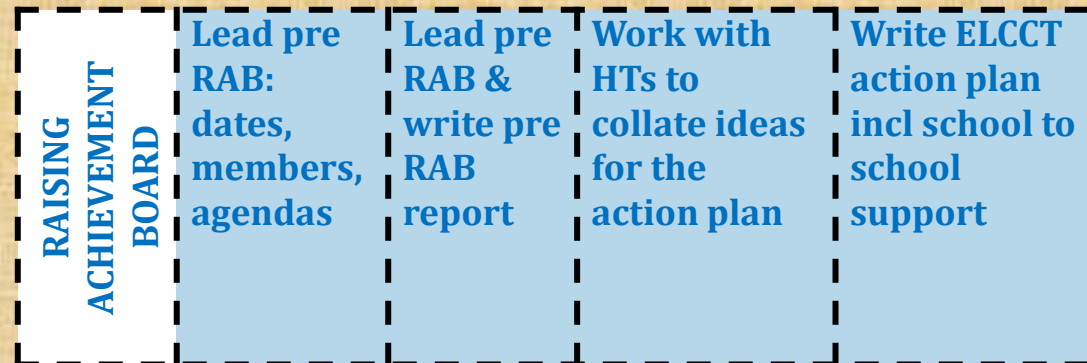 RAISING
ACHIEVEMENT
BOARD
Lead pre
RAB:
dates,
members,
agendas
Lead pre
RAB &
write pre
RAB
report
Work with
HTs to
collate ideas
for the
action plan
Write ELCCT
action plan
incl school to
school
support